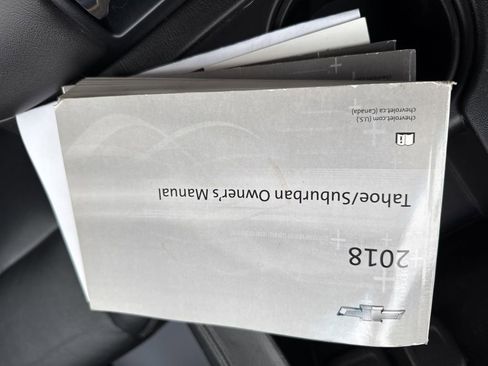 2018
Tahoe/Suburban Owner's Manual
chevrolet.com (U.S.)
chevrolet.ca (Canada)